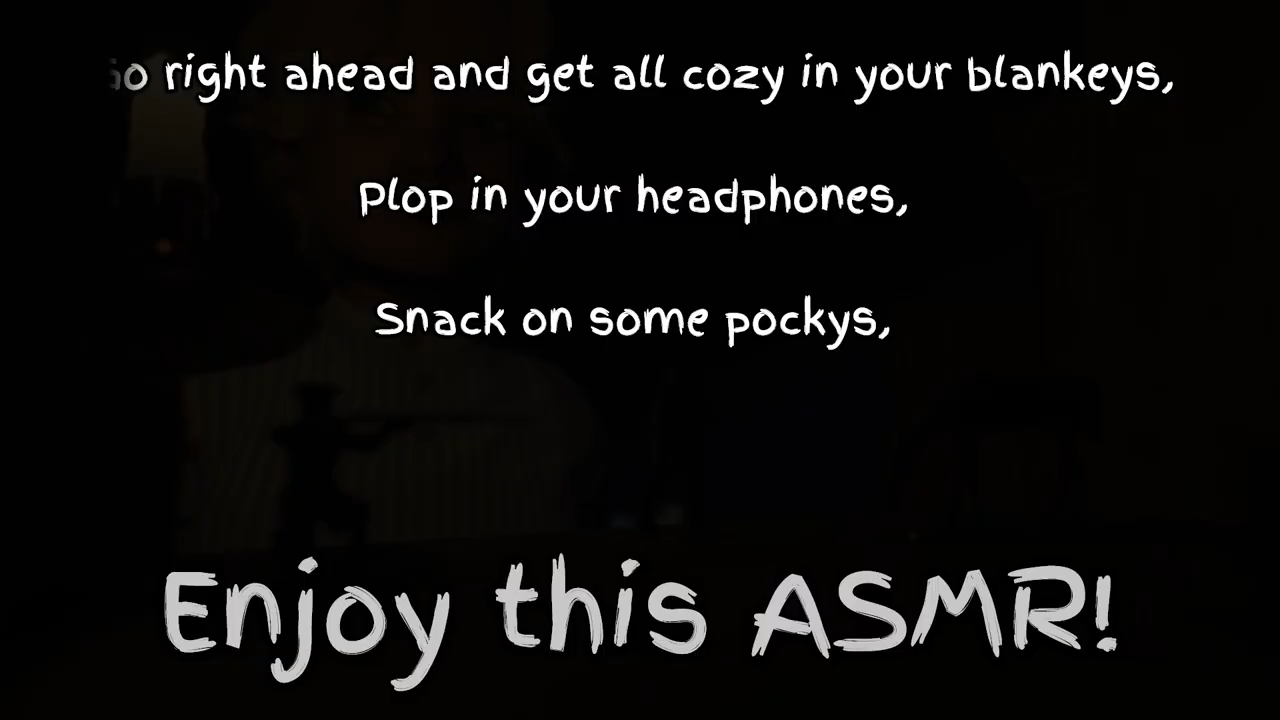 Go right ahead and get all cozy in your blankeys,
Plop in your headphones,
Snack on some pockys,
Enjoy this ASMR!